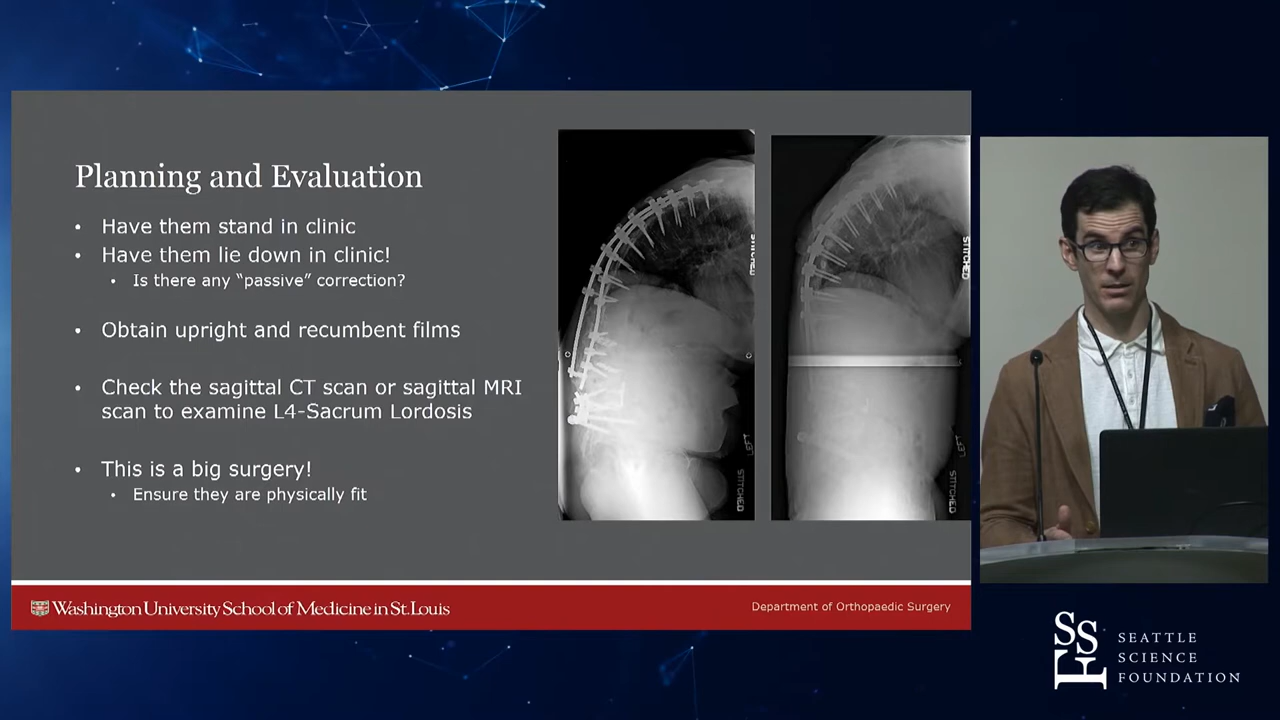 Planning and Evaluation
• Have them stand in clinic
• Have them lie down in clinic!
• Is there any “passive” correction?
• Obtain upright and recumbent films
• Check the sagittal CT scan or sagittal MRI
scan to examine L4-Sacrum Lordosis
• This is a big surgery!
• Ensure they are physically fit
STITCHED
LEFT
STITCHED
STITCHED
LEFT
STITCHED
Washington University School of Medicine in St. Louis
Department of Orthopaedic Surgery
SSF
SEATTLE
SCIENCE
FOUNDATION